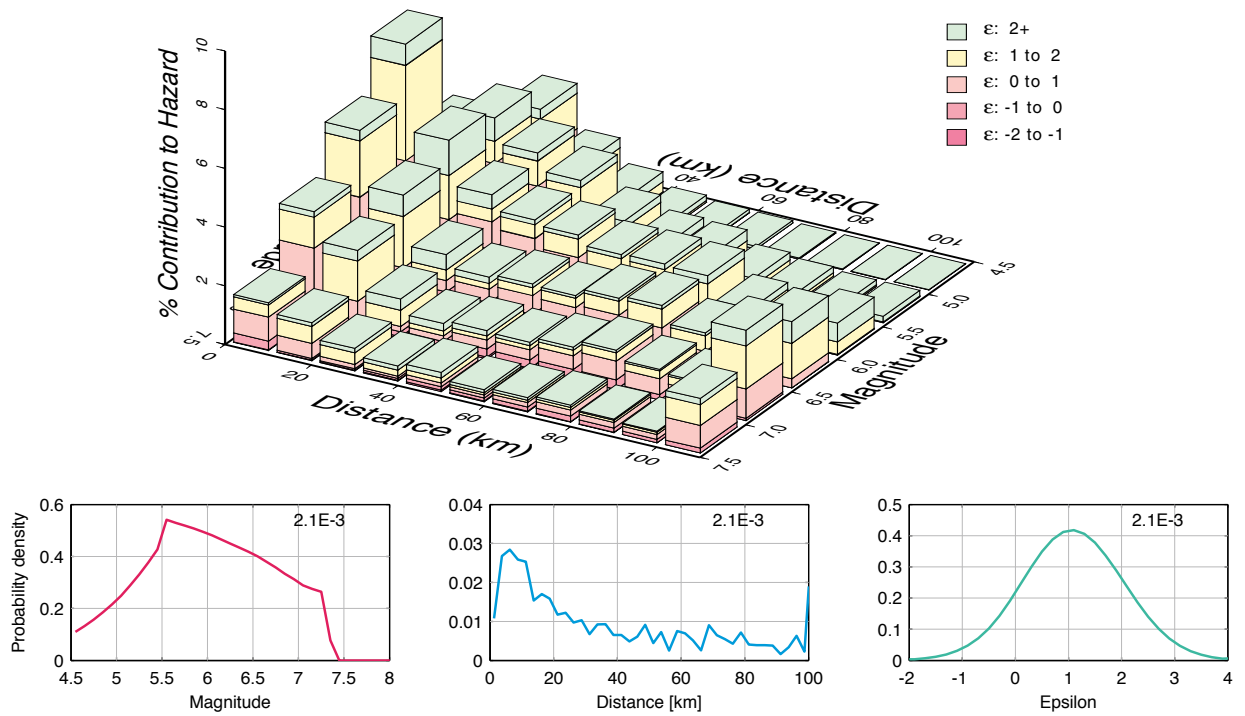 % Contribution to Hazard
10
8
6
4
2
0
7.5
20
40
60
80
100
Distance (km)
7.5
7.0
6.5
6.0
5.5
5.0
4.5
Magnitude
40
60
80
100
Distance (km)
ε: 2+
ε: 1 to 2
ε: 0 to 1
ε: -1 to 0
ε: -2 to -1
Probability density
0.6
0.4
0.2
0
2.1E-3
4.5 5 5.5 6 6.5 7 7.5 8
Magnitude
0.04
0.03
0.02
0.01
0
2.1E-3
0 20 40 60 80 100
Distance [km]
0.5
0.4
0.3
0.2
0.1
0
2.1E-3
-2 -1 0 1 2 3 4
Epsilon